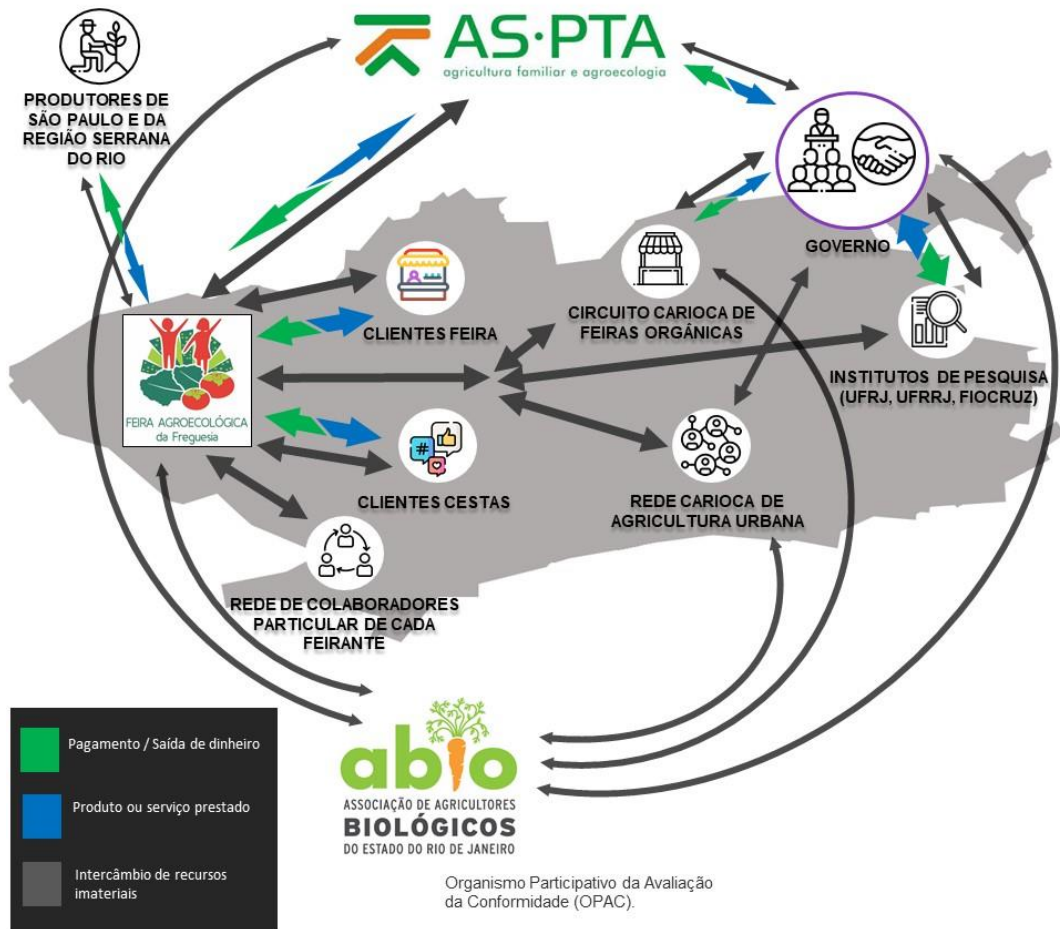 AS·PTA
agricultura familiar e agroecologia
PRODUTORES DE
SÃO PAULO E DA
REGIÃO SERRANA
DO RIO
GOVERNO
CLIENTES FEIRA
CIRCUITO CARIOCA DE
FEIRAS ORGÂNICAS
INSTITUTOS DE PESQUISA
(UFRJ, UFRRJ, FIOCRUZ)
FEIRA AGROECOLÓGICA
da Freguesia
#
CLIENTES CESTAS
REDE CARIOCA DE
AGRICULTURA URBANA
REDE DE COLABORADORES
PARTICULAR DE CADA
FEIRANTE
Pagamento / Saída de dinheiro
Produto ou serviço prestado
Intercâmbio de recursos
imateriais
abio
ASSOCIAÇÃO DE AGRICULTORES
BIOLÓGICOS
DO ESTADO DO RIO DE JANEIRO
Organismo Participativo da Avaliação
da Conformidade (OPAC).